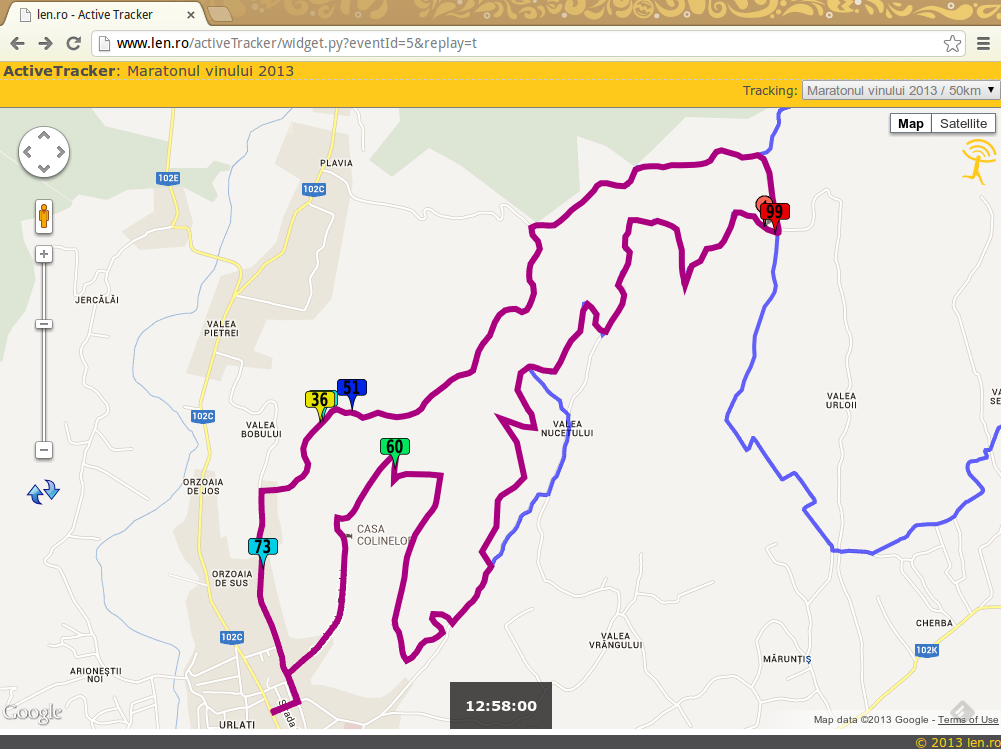 len.ro - Active Tracker
www.len.ro/activeTracker/widget.py?eventId=5&replay=t
ActiveTracker: Maratonul vinului 2013
Tracking: Maratonul vinului 2013 / 50km
Map Satellite
PLAVIA
102E
102C
99
JERCĂLĂI
VALEA
PIETREI
51
36
VALEA
URLOII
102C
VALEA
BOBULUI
VALEA
NUCETULUI
60
ORZOAIA
DE JOS
CASA
COLINELOR
73
ORZOAIA
DE SUS
CHERBA
102C
VALEA
VRÂNGULUI
102K
MĂRUNȚIȘ
ARIONEȘTII
NOI
Strada
12:58:00
Google
URLATI
Map data ©2013 Google - Terms of Use
© 2013 len.ro